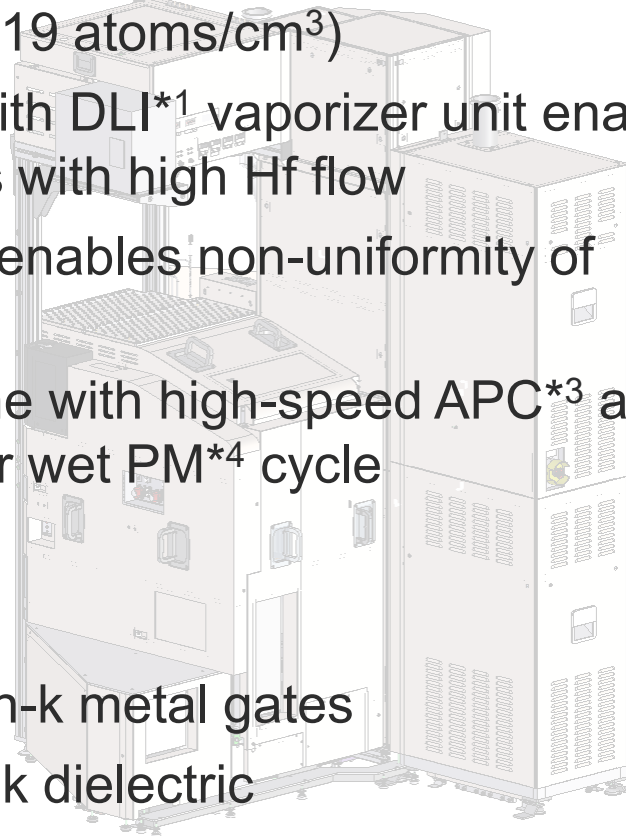 19 atoms/cm³)
ith DLI*1 vaporizer unit ena
s with high Hf flow
enables non-uniformity of
e with high-speed APC*3 a
r wet PM*4 cycle
n-k metal gates
k dielectric